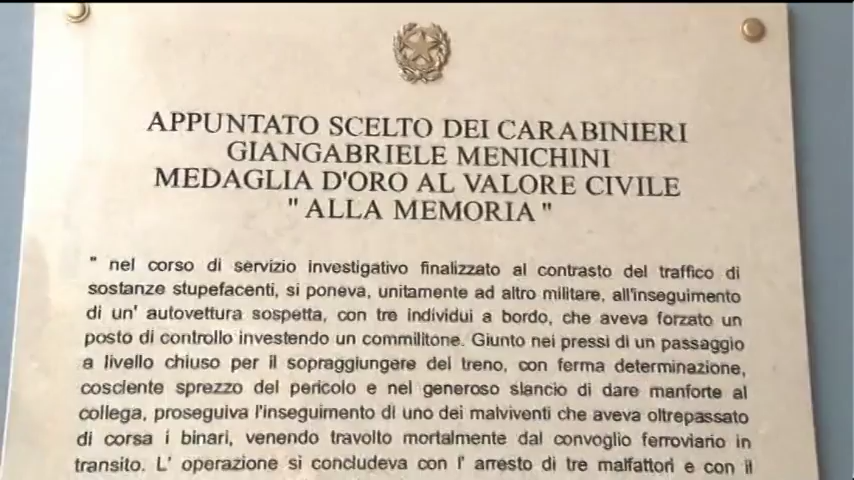 APPUNTATO SCELTO DEI CARABINIERI
GIANGABRIELE MENICHINI
MEDAGLIA D'ORO AL VALORE CIVILE
" ALLA MEMORIA "
" nel corso di servizio investigativo finalizzato al contrasto del traffico di
sostanze stupefacenti, si poneva, unitamente ad altro militare, all'inseguimento
di un' autovettura sospetta, con tre individui a bordo, che aveva forzato un
posto di controllo investendo un commilitone. Giunto nei pressi di un passaggio
a livello chiuso per il sopraggiungere del treno, con ferma determinazione,
cosciente sprezzo del pericolo e nel generoso slancio di dare manforte al
collega, proseguiva l'inseguimento di uno dei malviventi che aveva oltrepassato
di corsa i binari, venendo travolto mortalmente dal convoglio ferroviario in
transito. L' operazione si concludeva con l' arresto di tre malfattori e con il